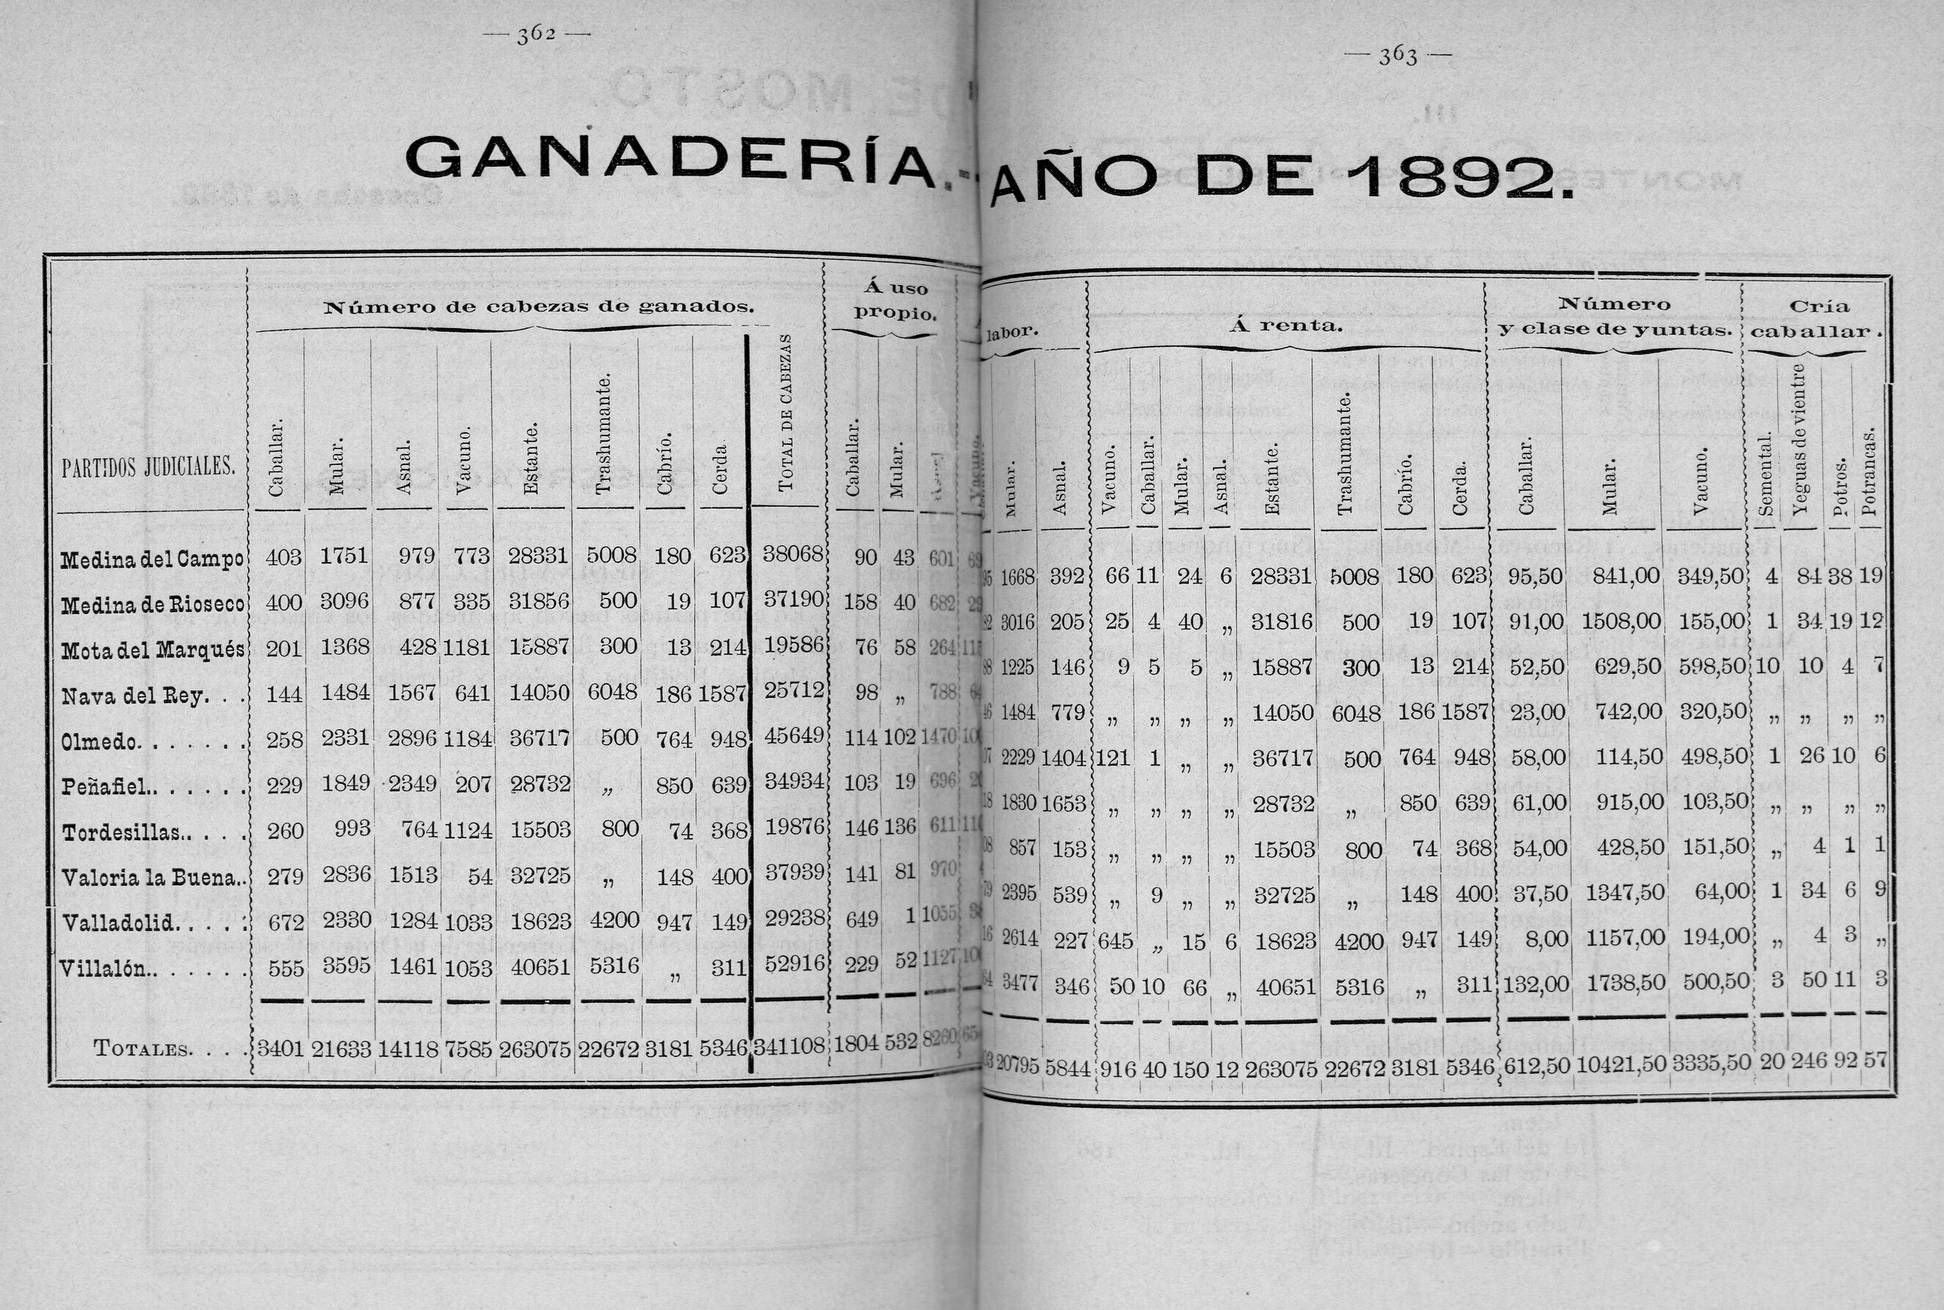 — 362 —
— 363 —
GANADERÍA.- AÑO DE 1892.
PARTIDOS JUDICIALES.
Número de cabezas de ganados.
Caballar. Mular. Asnal. Vacuno. Estante. Trashumante. Cabrío. Cerda TOTAL DE CABEZAS
Á uso propio.
Caballar. Mular.
labor.
Mular. Asnal.
Á renta.
Vacuno. Caballar. Mular. Asnal. Estante. Trashumante. Cabrío. Cerda.
Número y clase de yuntas.
Caballar. Mular. Vacuno.
Cría caballar.
Semental. Yeguas de vientre Potros. Potrancas.
Medina del Campo 403 1751 979 773 28331 5008 180 623 38068 90 43 601 1668 392 66 11 24 6 28331 5008 180 623 95,50 841,00 349,50 4 84 38 19
Medina de Rioseco 400 3096 877 335 31856 500 19 107 37190 158 40 682 3016 205 25 4 40 „ 31816 500 19 107 91,00 1508,00 155,00 1 34 19 12
Mota del Marqués 201 1368 428 1181 15887 300 13 214 19586 76 58 264 1225 146 9 5 5 „ 15887 300 13 214 52,50 629,50 598,50 10 10 4 7
Nava del Rey. . . 144 1484 1567 641 14050 6048 186 1587 25712 98 „ 788 1484 779 „ „ „ „ 14050 6048 186 1587 23,00 742,00 320,50 „ „ „ „
Olmedo. . . . . . . 258 2331 2896 1184 36717 500 764 948 45649 114 102 1470 2229 1404 121 1 „ „ 36717 500 764 948 58,00 114,50 498,50 1 26 10 6
Peñafiel. . . . . . . 229 1849 2349 207 28732 „ 850 639 34934 103 19 696 1830 1653 „ „ „ „ 28732 „ 850 639 61,00 915,00 103,50 „ „ „ „
Tordesillas. . . . . 260 993 764 1124 15503 800 74 368 19876 146 136 611 857 153 „ „ „ „ 15503 800 74 368 54,00 428,50 151,50 „ 4 1 1
Valoria la Buena. . 279 2836 1513 54 32725 „ 148 400 37939 141 81 970 2395 539 „ 9 „ „ 32725 „ 148 400 37,50 1347,50 64,00 1 34 6 9
Valladolid. . . . : 672 2330 1284 1033 18623 4200 947 149 29238 649 1 1055 2614 227 645 „ 15 6 18623 4200 947 149 8,00 1157,00 194,00 „ 4 3 „
Villalón. . . . . . . 555 3595 1461 1053 40651 5316 „ 311 52916 229 52 1127 3477 346 50 10 66 „ 40651 5316 „ 311 132,00 1738,50 500,50 3 50 11 3
TOTALES. . . . 3401 21633 14118 7585 263075 22672 3181 5346 341108 1804 532 8260 20795 5844 916 40 150 12 263075 22672 3181 5346 612,50 10421,50 3335,50 20 246 92 57